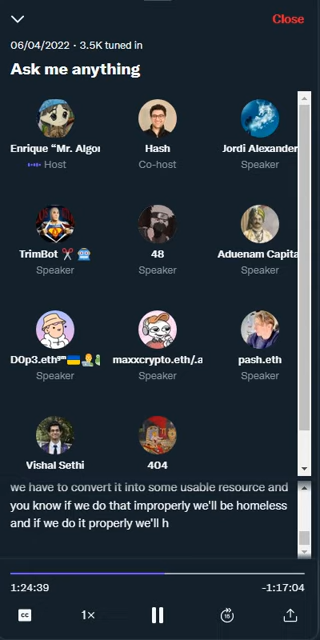 Close
06/04/2022 · 3.5K tuned in
Ask me anything
Enrique “Mr. Algor
Host
Hash
Co-host
Jordi Alexander
Speaker
TrimBot ✂️ 🤖
Speaker
48
Speaker
Aduenam Capita
Speaker
D0p3.eth
Speaker
maxxcrypto.eth/.a
Speaker
pash.eth
Speaker
Vishal Sethi
404
we have to convert it into some usable resource and
you know if we do that improperly we'll be homeless
and if we do it properly we'll h
1:24:39
-1:17:04
CC
1×
15